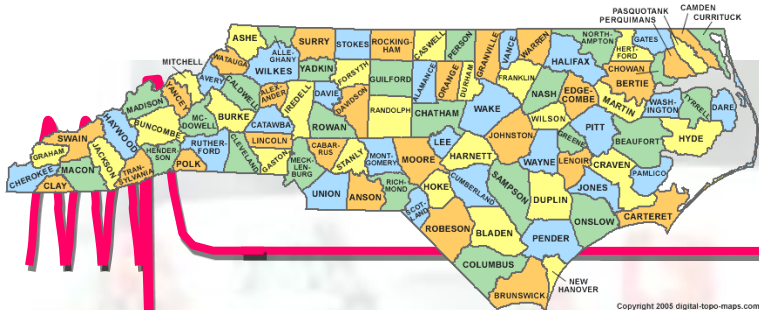 PASQUOTANK
CAMDEN
PERQUIMANS
CURRITUCK
ASHE
ALLE-
GHANY
SURRY
STOKES
ROCKING-
HAM
CASWELL
PERSON
GRANVILLE
VANCE
WARREN
NORTH-
AMPTON
GATES
HERT-
FORD
HALIFAX
MITCHELL
WATAUGA
WILKES
YADKIN
FORSYTH
GUILFORD
ALAMANCE
ORANGE
DURHAM
FRANKLIN
NASH
EDGE-
COMBE
CHOWAN
BERTIE
AVERY
CALDWELL
ALEX-
ANDER
IREDELL
DAVIE
DAVIDSON
RANDOLPH
CHATHAM
WAKE
WILSON
MARTIN
WASH-
INGTON
TYRRELL
DARE
MADISON
YANCEY
MC-
DOWELL
BURKE
CATAWBA
ROWAN
JOHNSTON
GREENE
PITT
BEAUFORT
HYDE
SWAIN
HAYWOOD
BUNCOMBE
RUTHER-
FORD
CLEVELAND
LINCOLN
GASTON
CABAR-
RUS
STANLY
MONT-
GOMERY
MOORE
LEE
HARNETT
WAYNE
LENOIR
CRAVEN
PAMLICO
GRAHAM
CHEROKEE
CLAY
MACON
JACKSON
TRAN-
SYLVANIA
HENDER-
SON
POLK
MECK-
LEN-
BURG
UNION
ANSON
RICH-
MOND
SCOT-
LAND
HOKE
CUMBERLAND
SAMPSON
DUPLIN
JONES
CARTERET
ROBESON
BLADEN
PENDER
ONSLOW
COLUMBUS
BRUNSWICK
NEW
HANOVER
Copyright 2005 digital-topo-maps.com